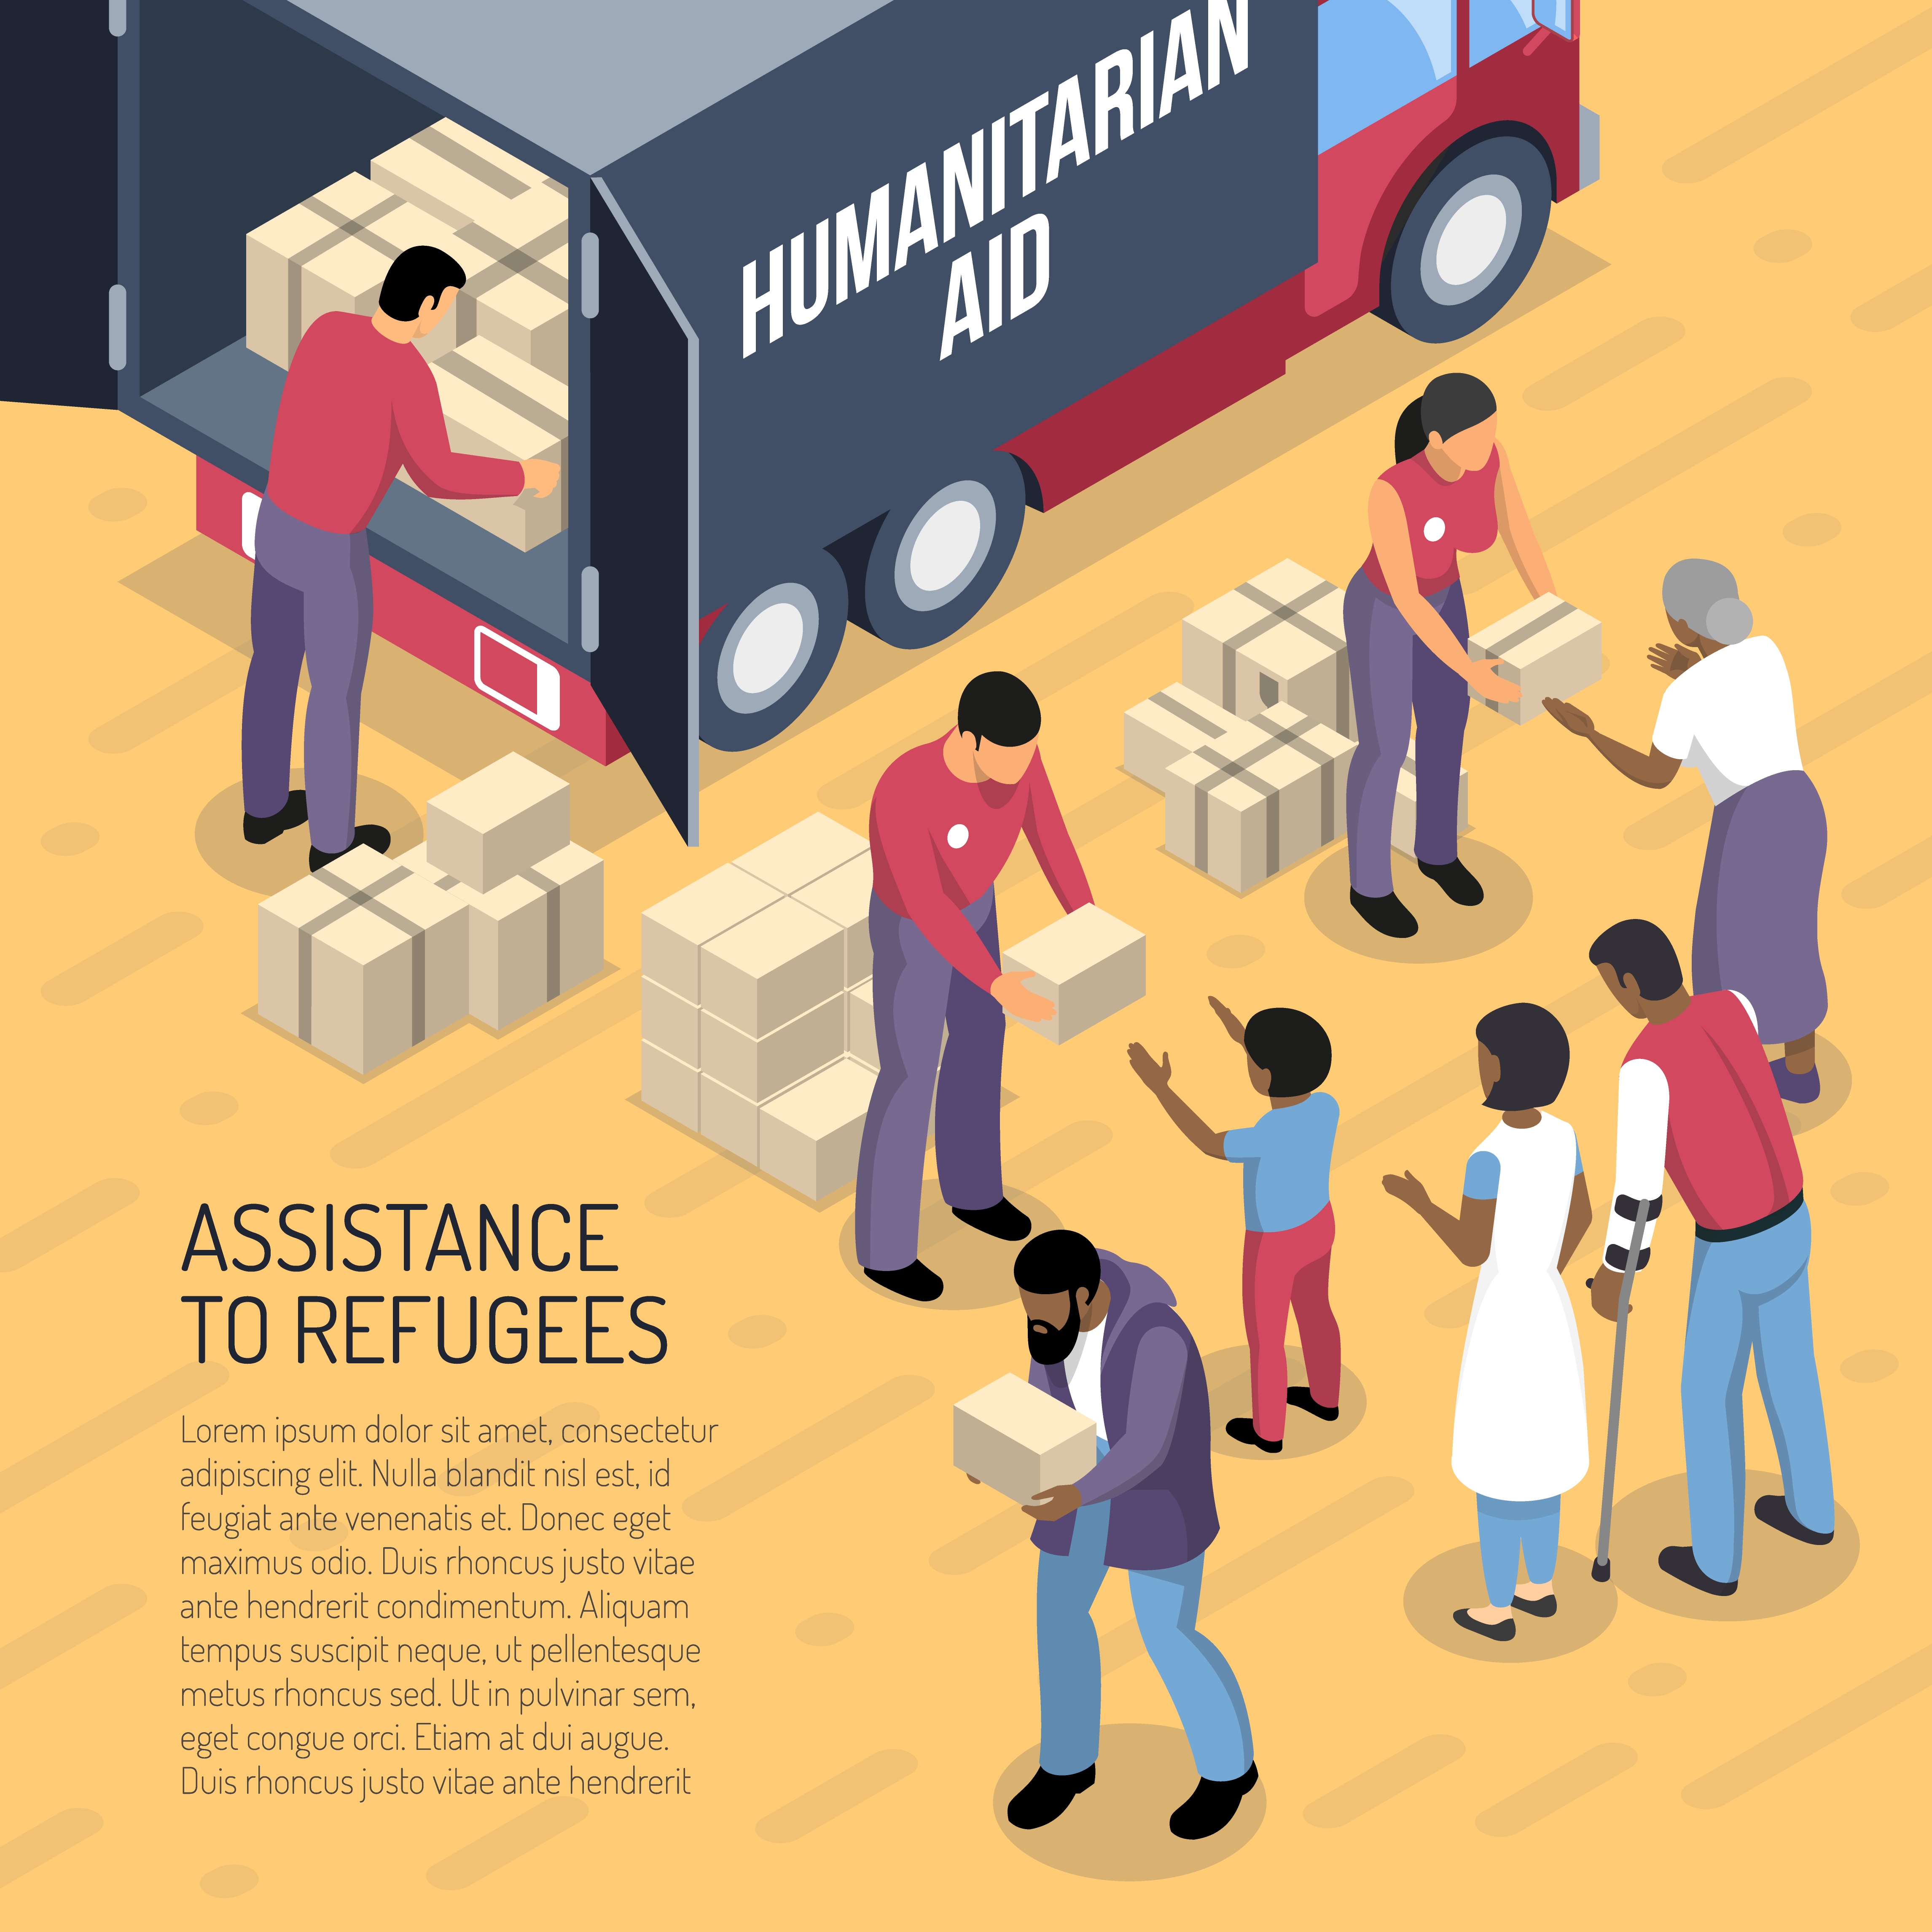 HUMANITARIAN
AID
ASSISTANCE
TO REFUGEES
Lorem ipsum dolor sit amet, consectetur
adipiscing elit. Nulla blandit nisl est, id
feugiat ante venenatis et. Donec eget
maximus odio. Duis rhoncus justo vitae
ante hendrerit condimentum. Aliquam
tempus suscipit neque, ut pellentesque
metus rhoncus sed. Ut in pulvinar sem,
eget congue orci. Etiam at dui augue.
Duis rhoncus justo vitae ante hendrerit